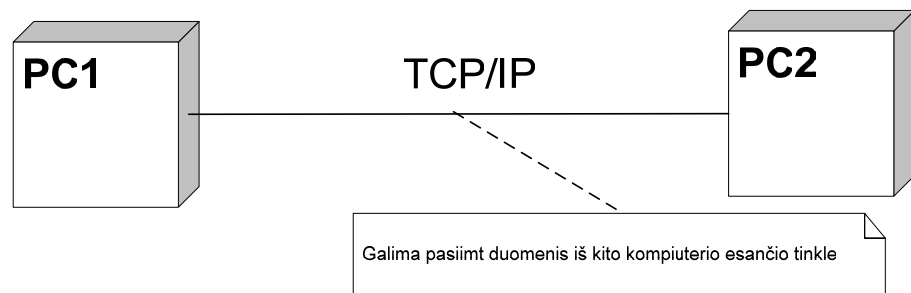 PC1
TCP/IP
PC2
Galima pasiimt duomenis iš kito kompiuterio esančio tinkle